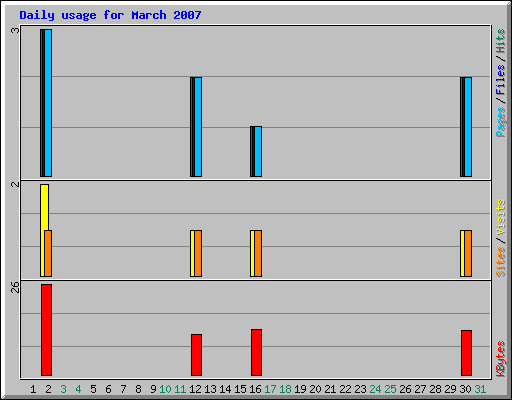 Daily usage for March 2007
3
Pages / Files / Hits
2
Sites / Visits
26
KBytes
1 2 3 4 5 6 7 8 9 10 11 12 13 14 15 16 17 18 19 20 21 22 23 24 25 26 27 28 29 30 31